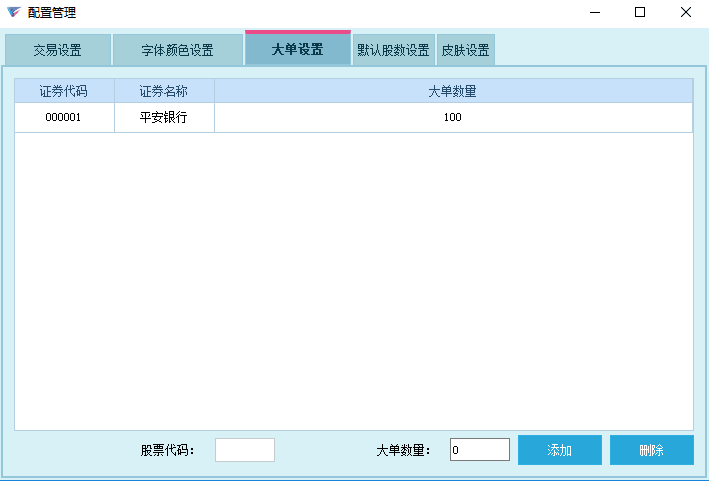 配置管理
交易设置 字体颜色设置 大单设置 默认股数设置 皮肤设置
证券代码 证券名称 大单数量
000001 平安银行 100
股票代码： 大单数量： 0 添加 删除